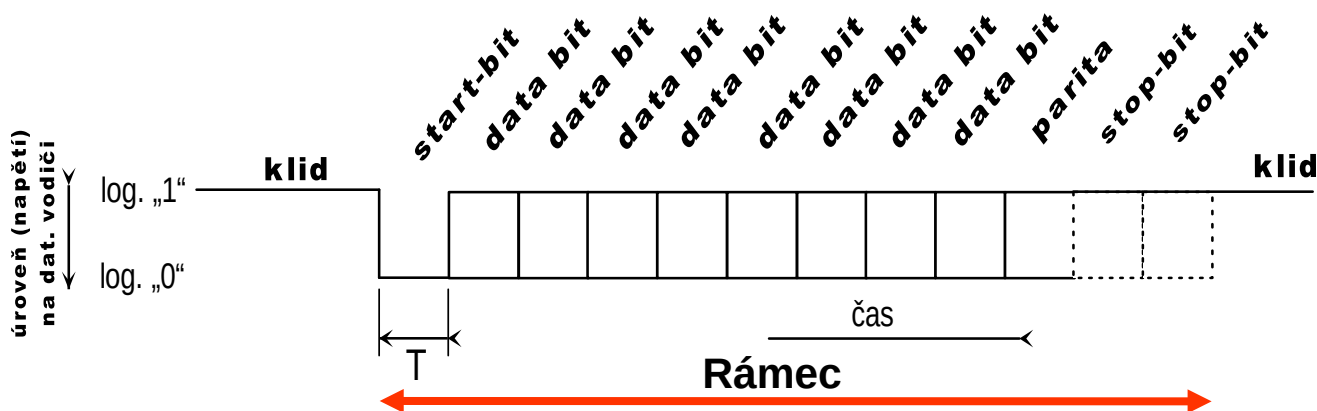 start-bit
data bit
data bit
data bit
data bit
data bit
data bit
data bit
data bit
parita
stop-bit
stop-bit
úroveň (napětí)
na dat. vodiči
klid
klid
log. „1“
log. „0“
T
čas
Rámec